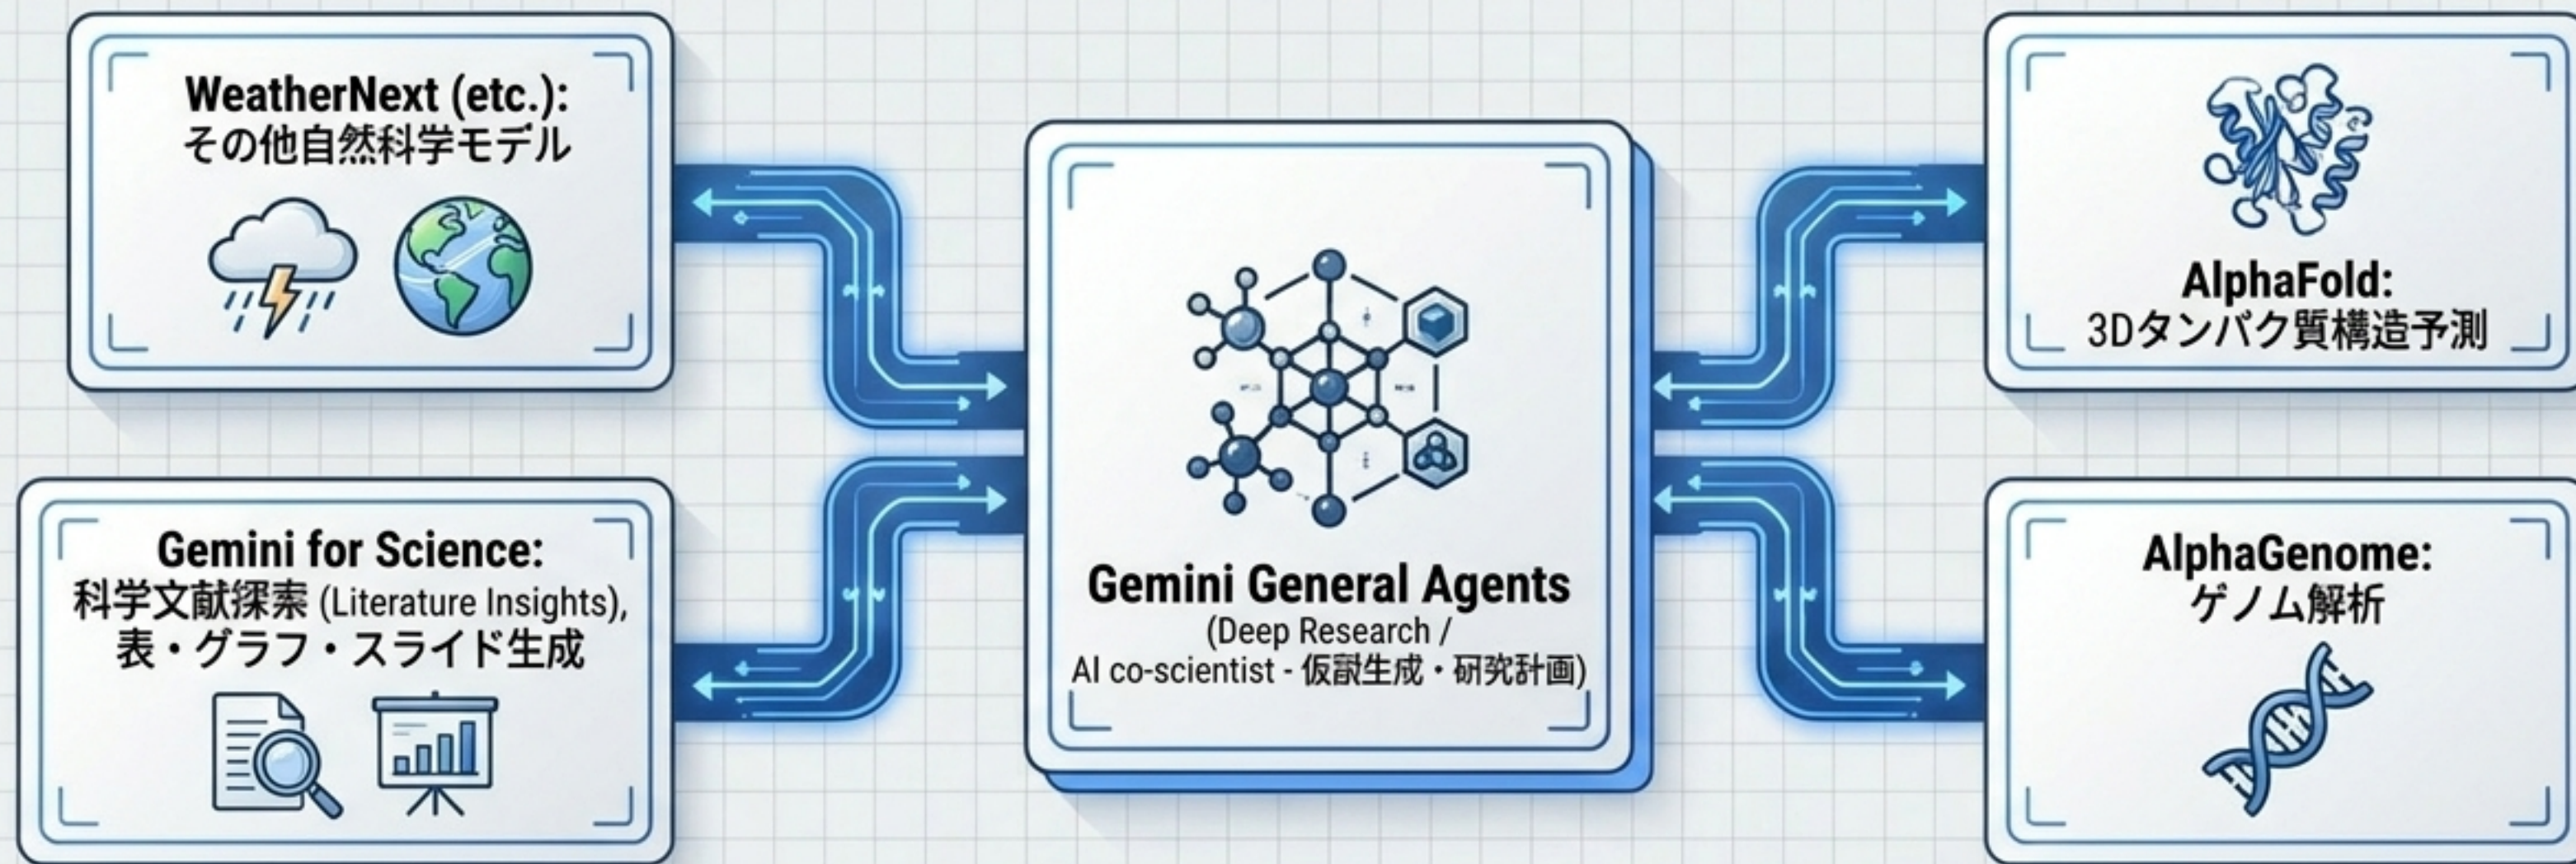 WeatherNext (etc.):
その他自然科学モデル
Gemini for Science:
科学文献探索 (Literature Insights),
表・グラフ・スライド生成
Gemini General Agents
(Deep Research /
AI co-scientist - 仮説生成・研究計画)
AlphaFold:
3Dタンパク質構造予測
AlphaGenome:
ゲノム解析